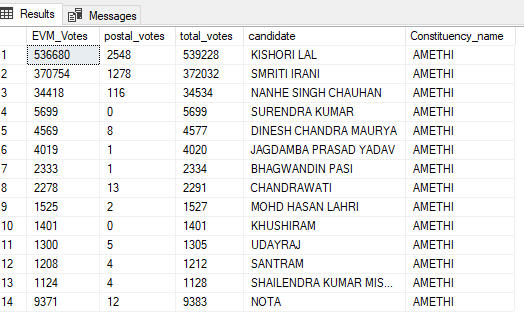 Results Messages
EVM_Votes postal_votes total_votes candidate Constituency_name
1 536680 2548 539228 KISHORI LAL AMETHI
2 370754 1278 372032 SMRITI IRANI AMETHI
3 34418 116 34534 NANHE SINGH CHAUHAN AMETHI
4 5699 0 5699 SURENDRA KUMAR AMETHI
5 4569 8 4577 DINESH CHANDRA MAURYA AMETHI
6 4019 1 4020 JAGDAMBA PRASAD YADAV AMETHI
7 2333 1 2334 BHAGWANDIN PASI AMETHI
8 2278 13 2291 CHANDRAWATI AMETHI
9 1525 2 1527 MOHD HASAN LAHRI AMETHI
10 1401 0 1401 KHUSHIRAM AMETHI
11 1300 5 1305 UDAYRAJ AMETHI
12 1208 4 1212 SANTRAM AMETHI
13 1124 4 1128 SHAILENDRA KUMAR MIS... AMETHI
14 9371 12 9383 NOTA AMETHI